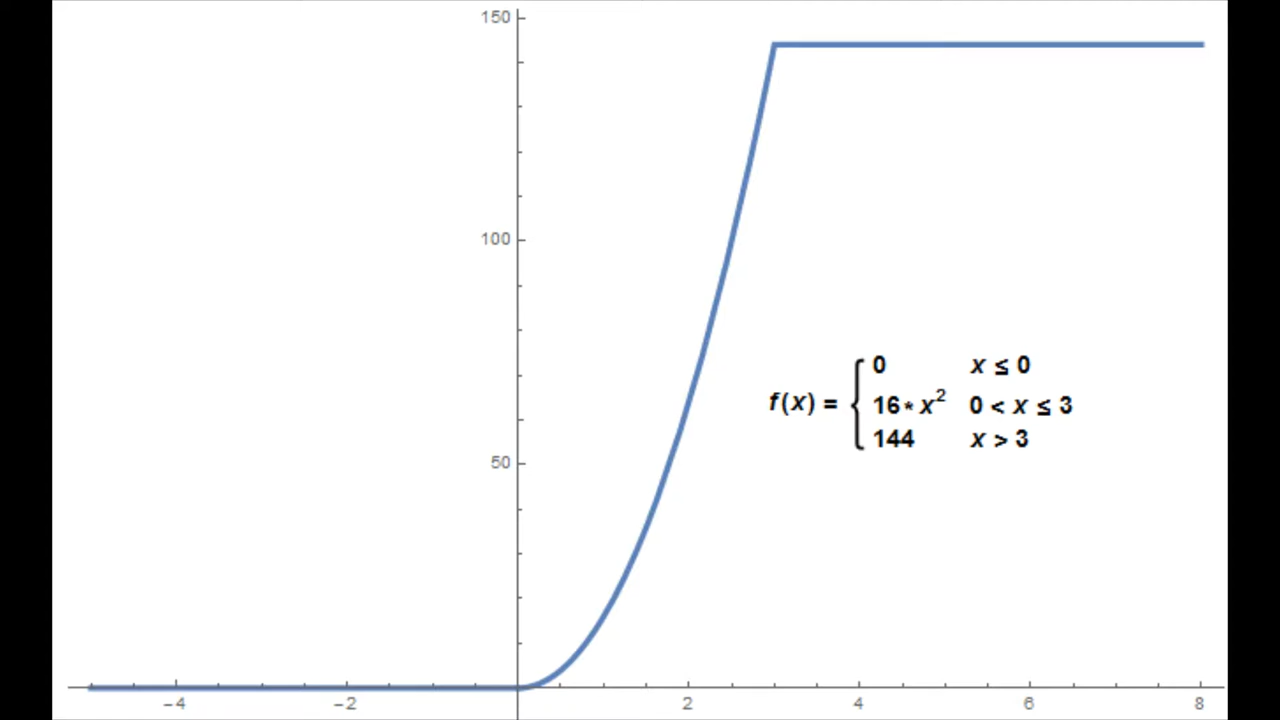 150
100
50
f(x) = { 0 x ≤ 0
16 * x² 0 < x ≤ 3
144 x > 3
−4 −2 2 4 6 8